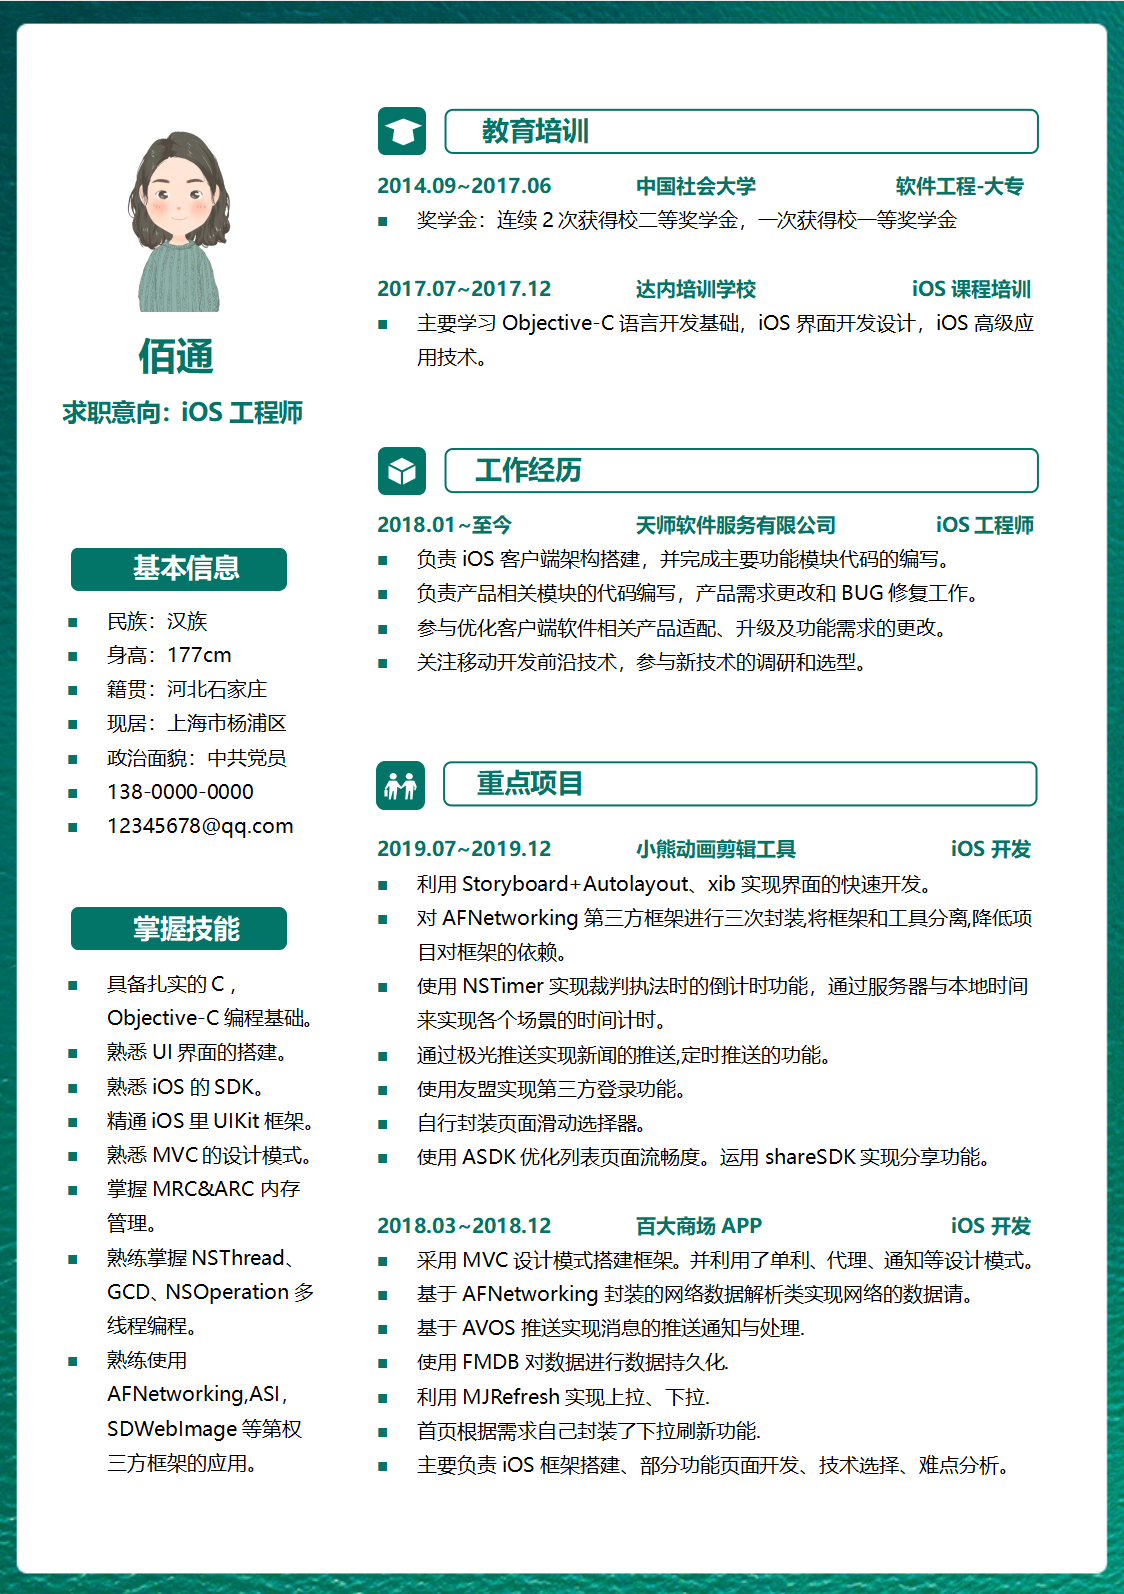 佰通
求职意向：iOS 工程师
基本信息
民族：汉族
身高：177cm
籍贯：河北石家庄
现居：上海市杨浦区
政治面貌：中共党员
138-0000-0000
12345678@qq.com
掌握技能
具备扎实的 C，
Objective-C 编程基础。
熟悉 UI 界面的搭建。
熟悉 iOS 的 SDK。
精通 iOS 里 UIKit 框架。
熟悉 MVC 的设计模式。
掌握 MRC&ARC 内存
管理。
熟练掌握 NSThread、
GCD、NSOperation 多
线程编程。
熟练使用
AFNetworking,ASI，
SDWebImage 等第权
三方框架的应用。
教育培训
2014.09~2017.06 中国社会大学 软件工程-大专
奖学金：连续 2 次获得校二等奖学金，一次获得校一等奖学金
2017.07~2017.12 达内培训学校 iOS 课程培训
主要学习 Objective-C 语言开发基础，iOS 界面开发设计，iOS 高级应
用技术。
工作经历
2018.01~至今 天师软件服务有限公司 iOS 工程师
负责 iOS 客户端架构搭建，并完成主要功能模块代码的编写。
负责产品相关模块的代码编写，产品需求更改和 BUG 修复工作。
参与优化客户端软件相关产品适配、升级及功能需求的更改。
关注移动开发前沿技术，参与新技术的调研和选型。
重点项目
2019.07~2019.12 小熊动画剪辑工具 iOS 开发
利用 Storyboard+Autolayout、xib 实现界面的快速开发。
对 AFNetworking 第三方框架进行三次封装,将框架和工具分离,降低项
目对框架的依赖。
使用 NSTimer 实现裁判执法时的倒计时功能，通过服务器与本地时间
来实现各个场景的时间计时。
通过极光推送实现新闻的推送,定时推送的功能。
使用友盟实现第三方登录功能。
自行封装页面滑动选择器。
使用 ASDK 优化列表页面流畅度。运用 shareSDK 实现分享功能。
2018.03~2018.12 百大商场 APP iOS 开发
采用 MVC 设计模式搭建框架。并利用了单利、代理、通知等设计模式。
基于 AFNetworking 封装的网络数据解析类实现网络的数据请。
基于 AVOS 推送实现消息的推送通知与处理.
使用 FMDB 对数据进行数据持久化.
利用 MJRefresh 实现上拉、下拉.
首页根据需求自己封装了下拉刷新功能.
主要负责 iOS 框架搭建、部分功能页面开发、技术选择、难点分析。